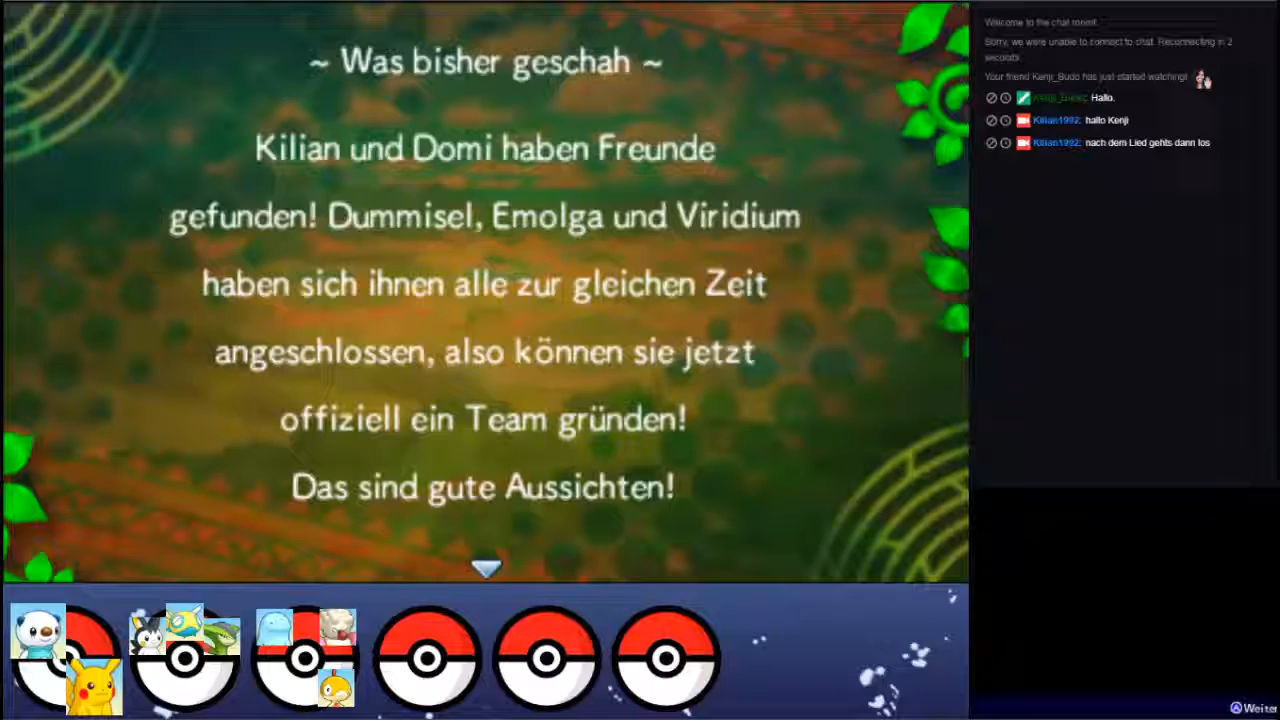 ~ Was bisher geschah ~
Kilian und Domi haben Freunde
gefunden! Dummisel, Emolga und Viridium
haben sich ihnen alle zur gleichen Zeit
angeschlossen, also können sie jetzt
offiziell ein Team gründen!
Das sind gute Aussichten!
Welcome to the chat room!
Sorry, we were unable to connect to chat. Reconnecting in 2
seconds.
Your friend Kenji_Budo has just started watching!
Hallo.
Kilian1992: hallo Kenji
Kilian1992: nach dem Lied gehts dann los
Weiter